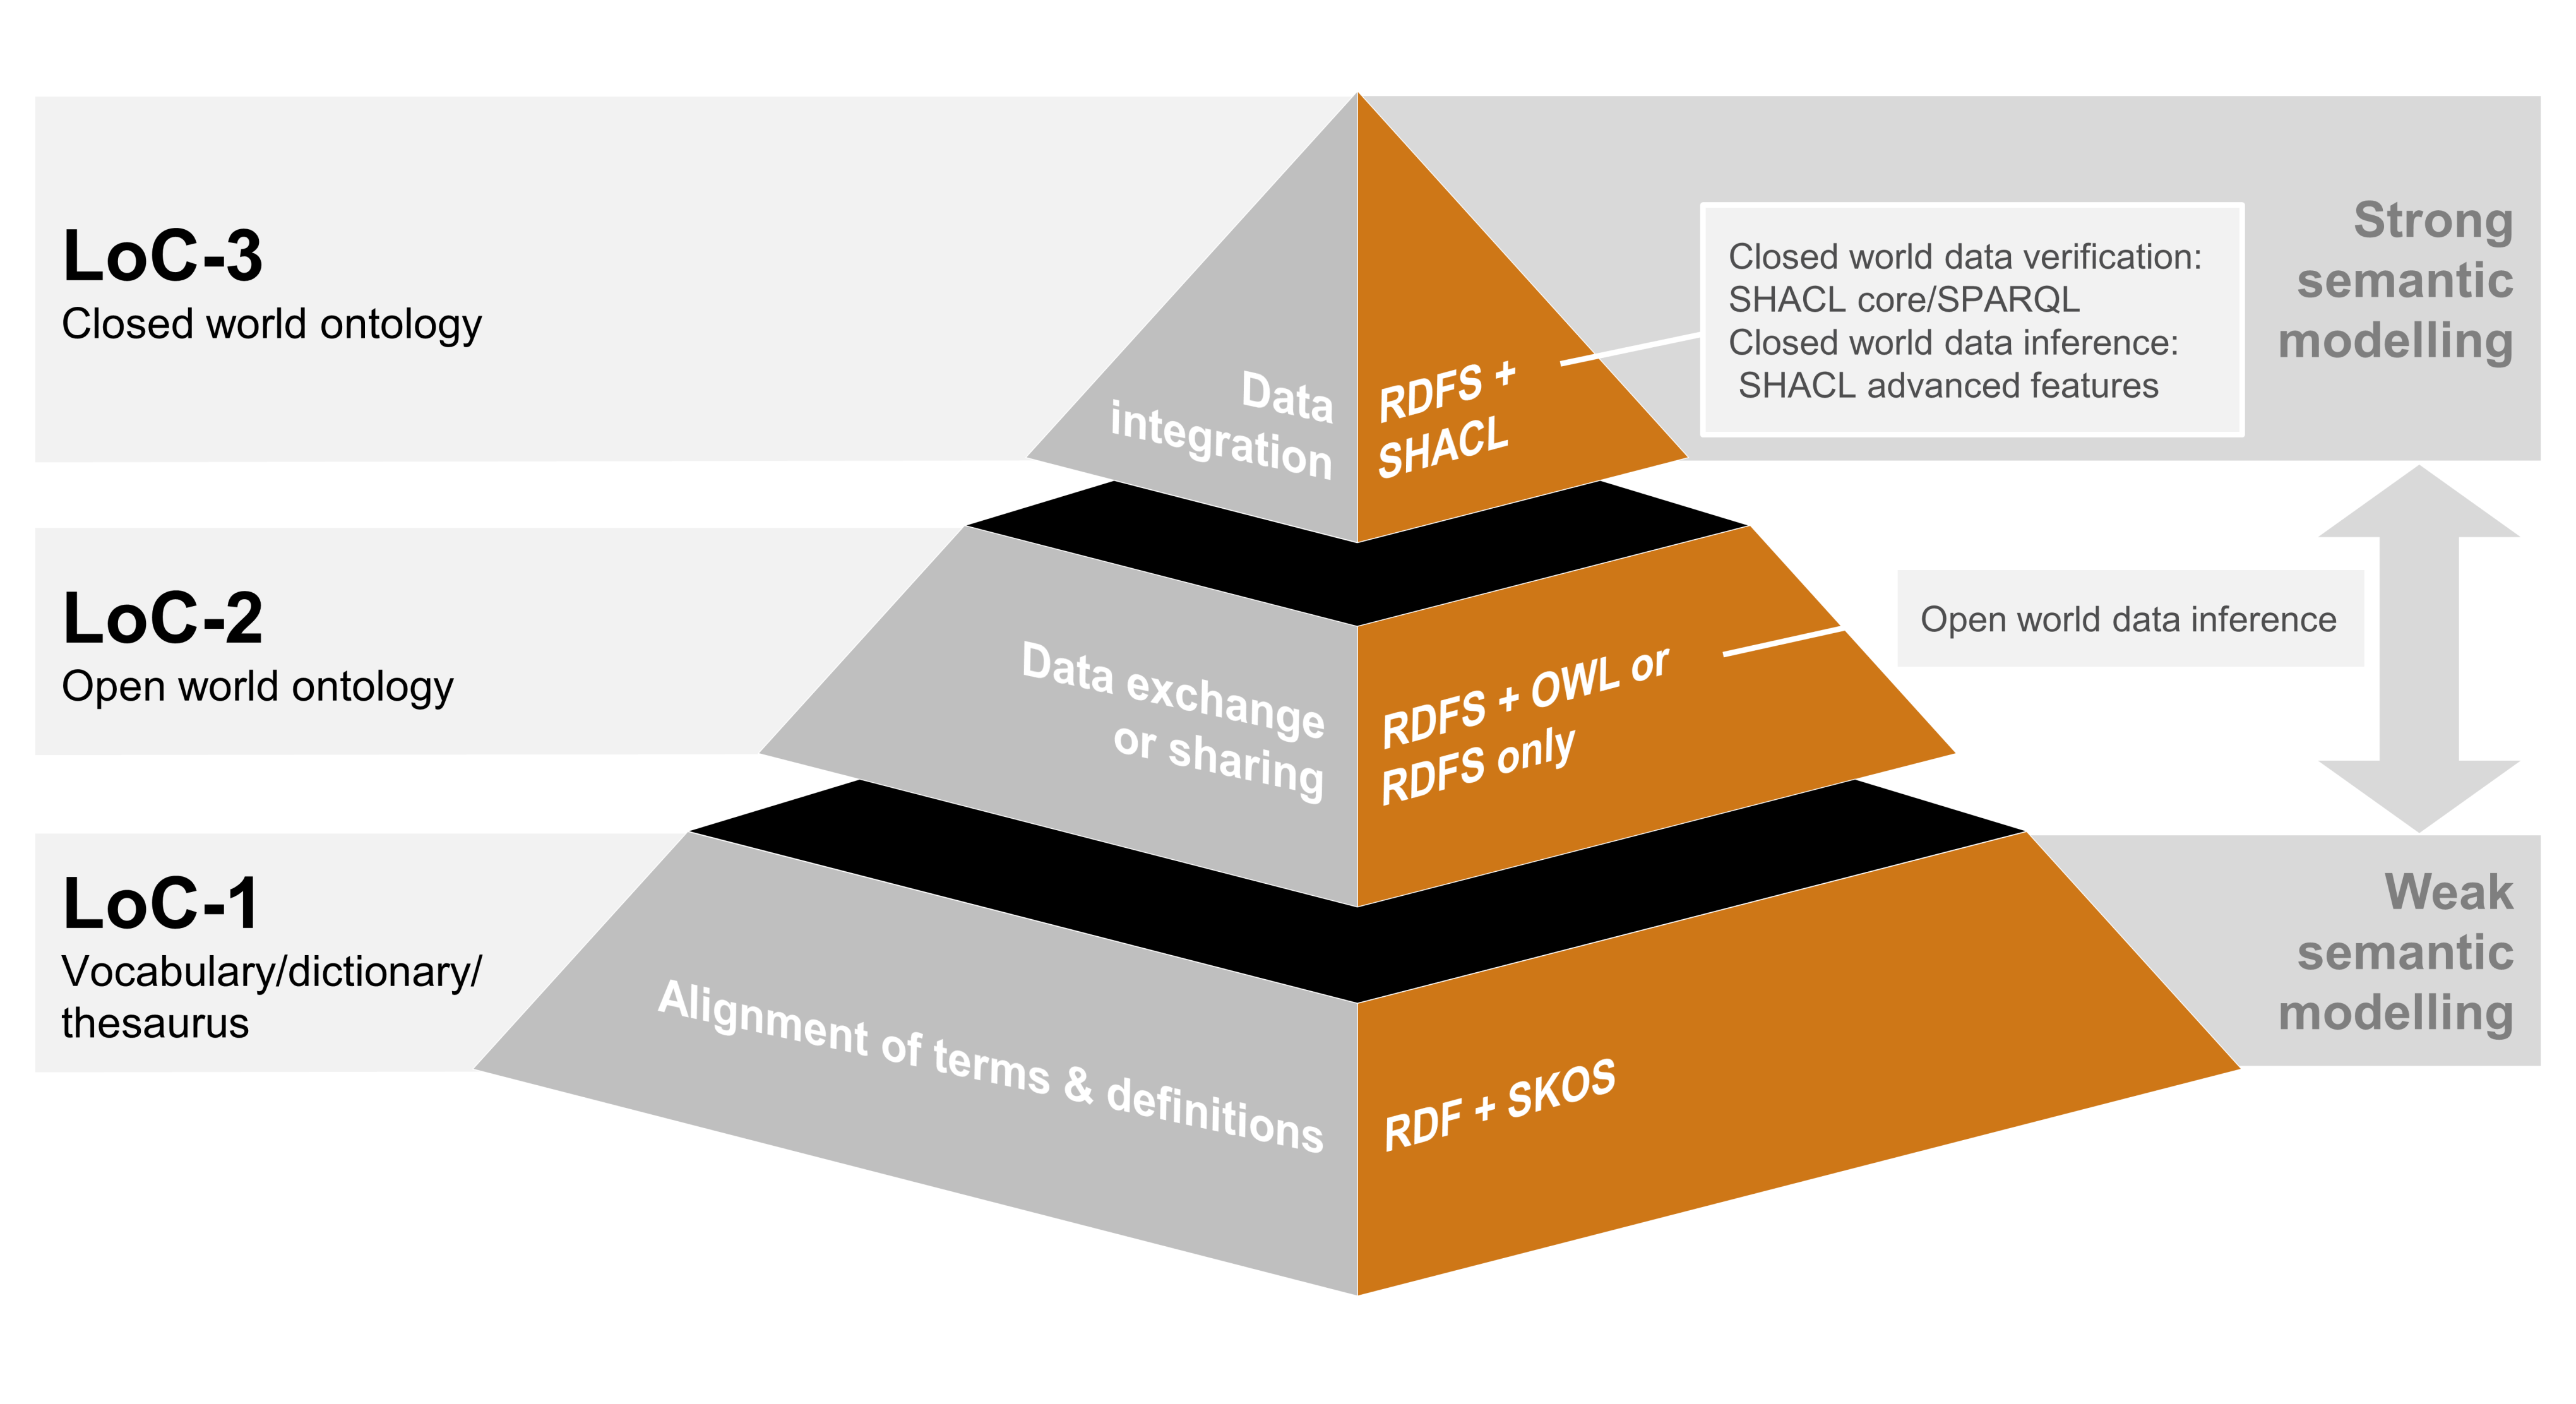 LoC-3
Closed world ontology
Data
integration
RDFS +
SHACL
Closed world data verification:
SHACL core/SPARQL
Closed world data inference:
SHACL advanced features
Strong
semantic
modelling
LoC-2
Open world ontology
Data exchange
or sharing
RDFS + OWL or
RDFS only
Open world data inference
LoC-1
Vocabulary/dictionary/
thesaurus
Alignment of terms & definitions
RDF + SKOS
Weak
semantic
modelling